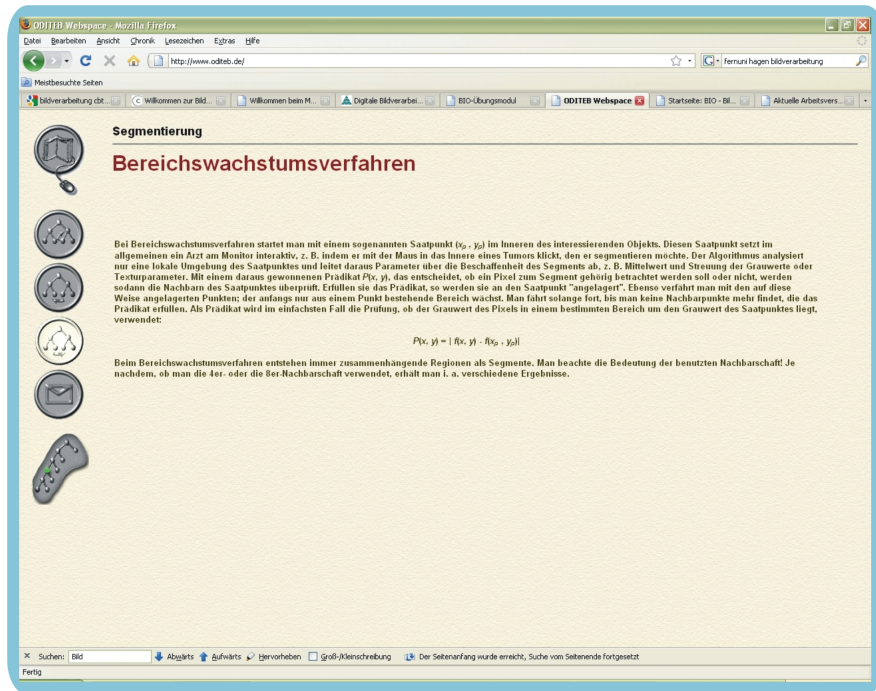 ODITEB Webspace - Mozilla Firefox
Datei Bearbeiten Ansicht Chronik Lesezeichen Extras Hilfe
http://www.oditeb.de/ fernuni hagen bildverarbeitung
Meistbesuchte Seiten
bildverarbeitung cbt... Willkommen zur Bild... Willkommen beim M... Digitale Bildverarbei... BIO-Übungsmodul ODITEB Webspace Startseite: BIO - Bil... Aktuelle Arbeitsvers...
Segmentierung
Bereichswachstumsverfahren
Bei Bereichswachstumsverfahren startet man mit einem sogenannten Saatpunkt (xp , yp) im Inneren des interessierenden Objekts. Diesen Saatpunkt setzt im
allgemeinen ein Arzt am Monitor interaktiv, z. B. indem er mit der Maus in das Innere eines Tumors klickt, den er segmentieren möchte. Der Algorithmus analysiert
nur eine lokale Umgebung des Saatpunktes und leitet daraus Parameter über die Beschaffenheit des Segments ab, z. B. Mittelwert und Streuung der Grauwerte oder
Texturparameter. Mit einem daraus gewonnenen Prädikat P(x, y), das entscheidet, ob ein Pixel zum Segment gehörig betrachtet werden soll oder nicht, werden
sodann die Nachbarn des Saatpunktes überprüft. Erfüllen sie das Prädikat, so werden sie an den Saatpunkt "angelagert". Ebenso verfährt man mit den auf diese
Weise angelagerten Punkten; der anfangs nur aus einem Punkt bestehende Bereich wächst. Man fährt solange fort, bis man keine Nachbarpunkte mehr findet, die das
Prädikat erfüllen. Als Prädikat wird im einfachsten Fall die Prüfung, ob der Grauwert des Pixels in einem bestimmten Bereich um den Grauwert des Saatpunktes liegt,
verwendet:
P(x, y) = | f(x, y) - f(xp , yp)|
Beim Bereichswachstumsverfahren entstehen immer zusammenhängende Regionen als Segmente. Man beachte die Bedeutung der benutzten Nachbarschaft! Je
nachdem, ob man die 4er- oder die 8er-Nachbarschaft verwendet, erhält man i. a. verschiedene Ergebnisse.
Suchen: Bild Abwärts Aufwärts Hervorheben Groß-/Kleinschreibung Der Seitenanfang wurde erreicht, Suche vom Seitenende fortgesetzt
Fertig